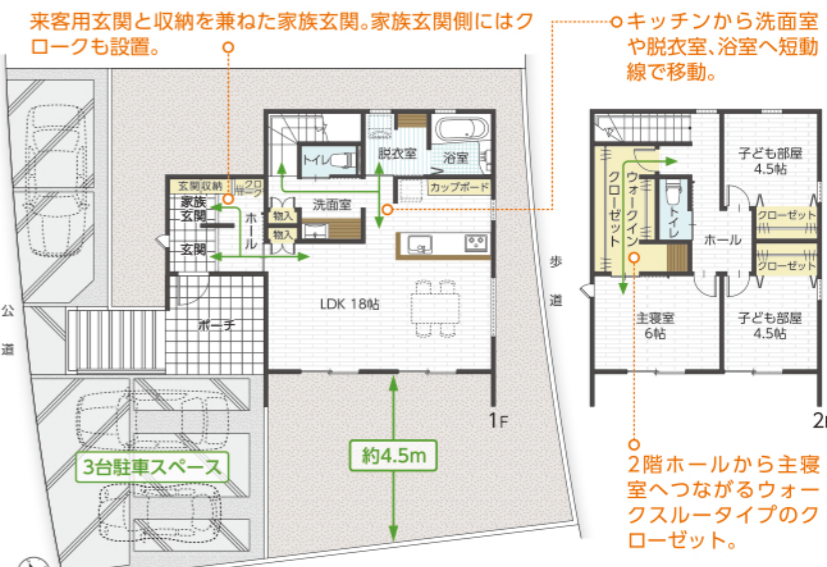 来客用玄関と収納を兼ねた家族玄関。家族玄関側にはク
ロークも設置。
キッチンから洗面室
や脱衣室、浴室へ短動
線で移動。
トイレ
脱衣室
浴室
玄関収納
クローク
カップボード
家族
玄関
ホール
洗面室
物入
物入
玄関
LDK 18帖
ポーチ
公道
歩道
3台駐車スペース
約4.5m
1F
子ども部屋
4.5帖
ウォークイン
クローゼット
トイレ
クローゼット
ホール
クローゼット
主寝室
6帖
子ども部屋
4.5帖
2階ホールから主寝
室へつながるウォー
クスルータイプのク
ローゼット。